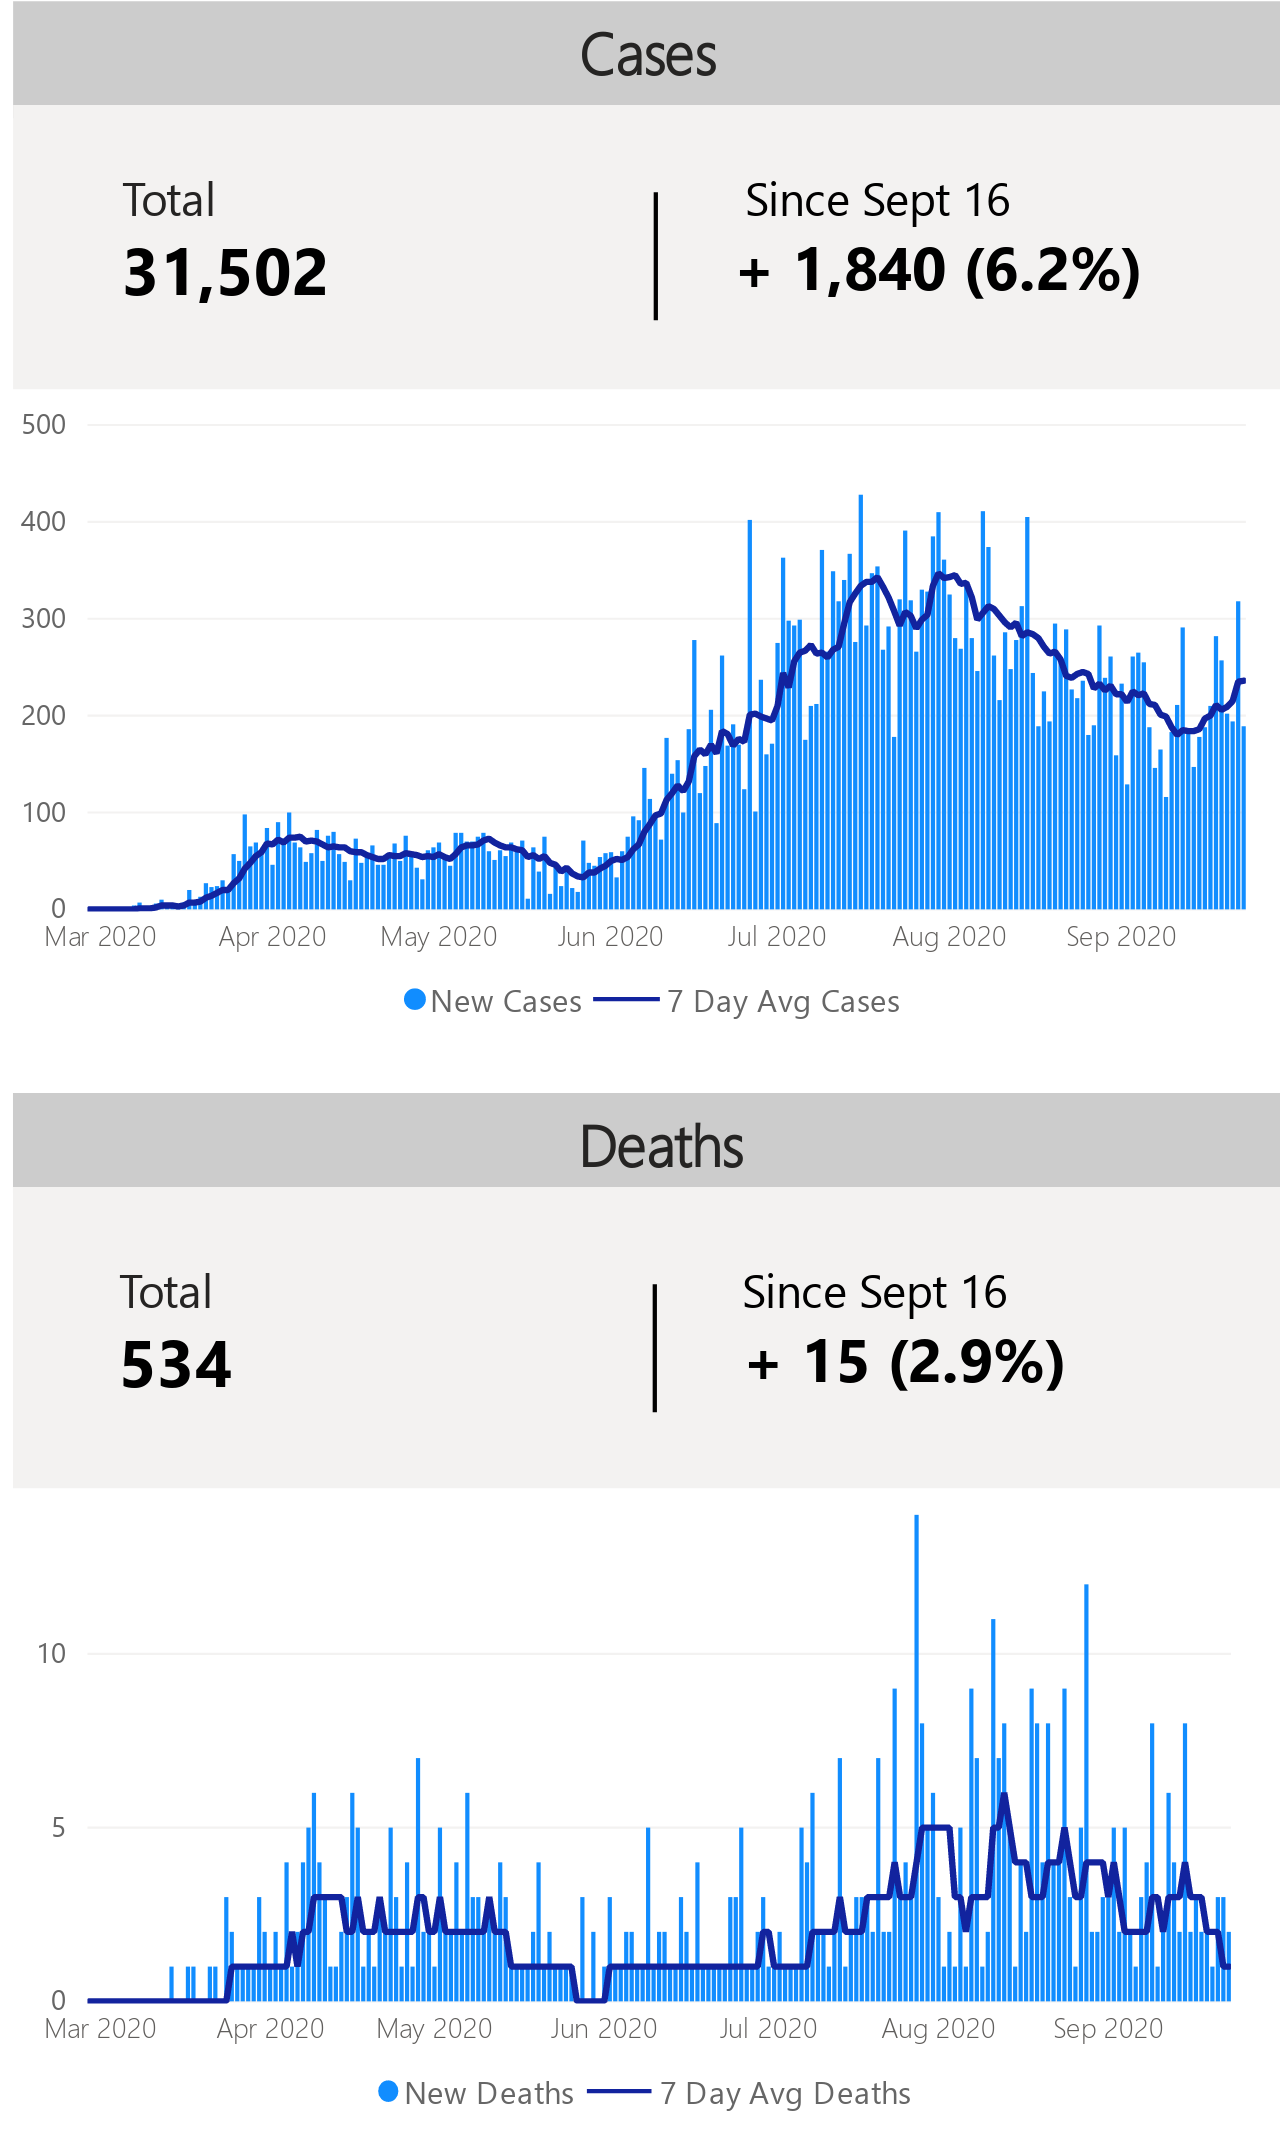 Cases
Total
Since Sept 16
31,502
+ 1,840 (6.2%)
500
400
300
200
100
0
Mar 2020 Apr 2020 May 2020 Jun 2020 Jul 2020 Aug 2020 Sep 2020
New Cases 7 Day Avg Cases
Deaths
Total
Since Sept 16
534
+ 15 (2.9%)
10
5
0
Mar 2020 Apr 2020 May 2020 Jun 2020 Jul 2020 Aug 2020 Sep 2020
New Deaths 7 Day Avg Deaths